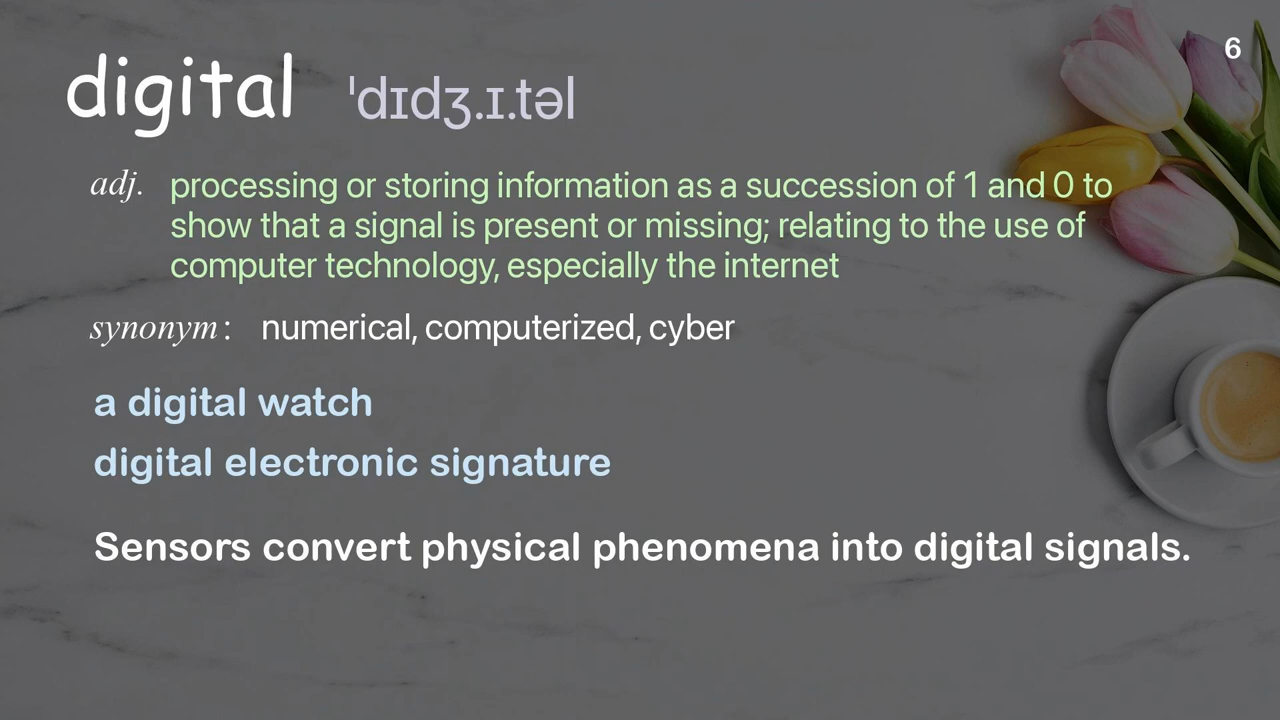 6
digital ˈdɪdʒ.ɪ.təl
adj. processing or storing information as a succession of 1 and 0 to
show that a signal is present or missing; relating to the use of
computer technology, especially the internet
synonym: numerical, computerized, cyber
a digital watch
digital electronic signature
Sensors convert physical phenomena into digital signals.